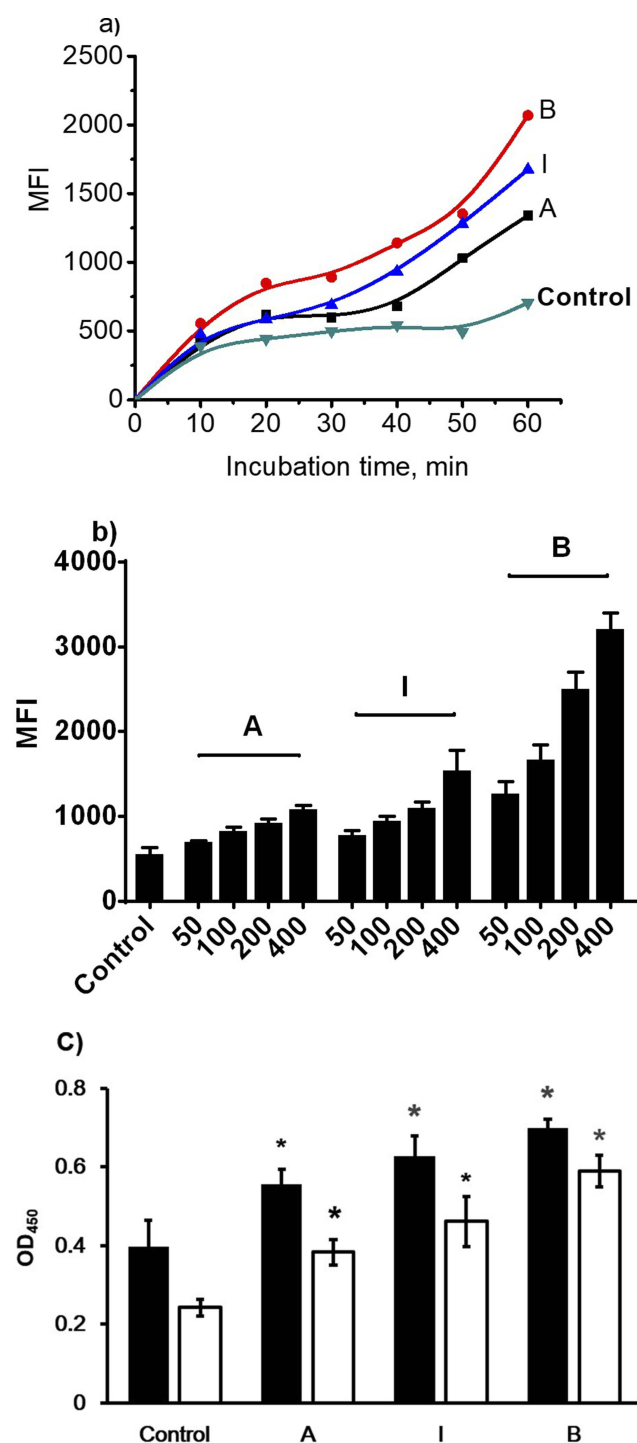 a)
2500
2000
1500
1000
500
0
MFI
B
I
A
Control
0 10 20 30 40 50 60
Incubation time, min
b)
4000
3000
2000
1000
0
MFI
A
I
B
Control 50 100 200 400 50 100 200 400 50 100 200 400
C)
0.8
0.6
0.4
0.2
0
OD450
* * * * * *
Control A I B